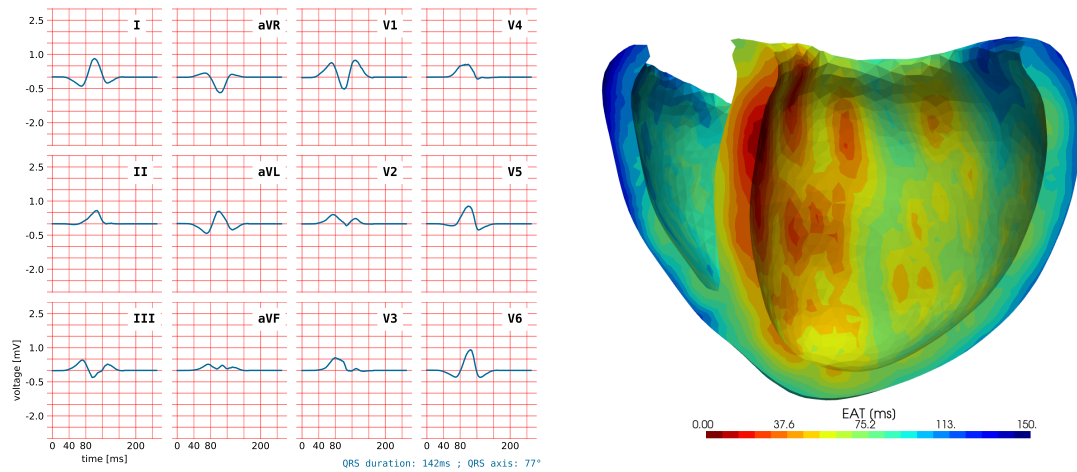 I aVR V1 V4
2.5
1.0
-0.5
-2.0
II aVL V2 V5
2.5
1.0
-0.5
-2.0
III aVF V3 V6
2.5
1.0
-0.5
-2.0
voltage [mV]
0 40 80 200 0 40 80 200 0 40 80 200 0 40 80 200
time [ms]
QRS duration: 142ms ; QRS axis: 77°
EAT (ms)
0.00 37.6 75.2 113. 150.